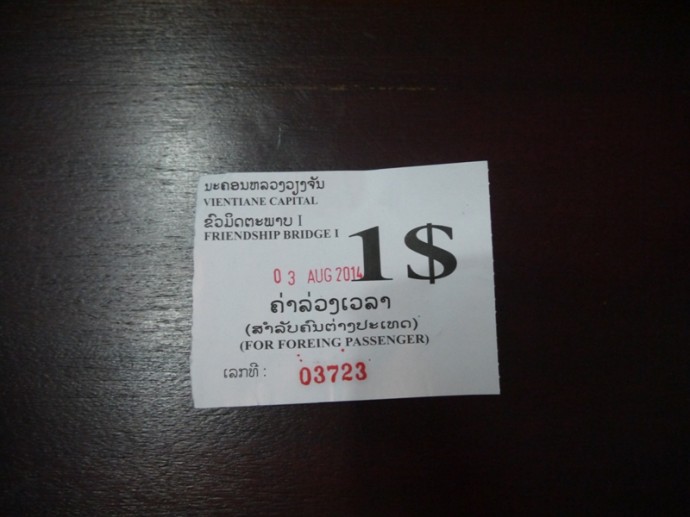 ນະຄອນຫລວງວຽງຈັນ
VIENTIANE CAPITAL
ຂົວມິດຕະພາບ I
FRIENDSHIP BRIDGE I
1$
03 AUG 2014
ຄ່າລ່ວງເວລາ
(ສຳລັບຄົນຕ່າງປະເທດ)
(FOR FOREING PASSENGER)
ເລກທີ : 03723